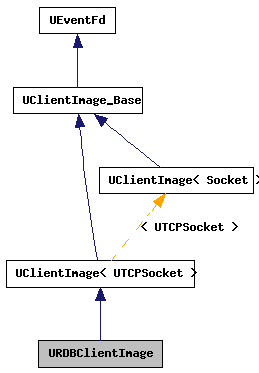 UEventFd
UClientImage_Base
UClientImage< Socket >
< UTCPSocket >
UClientImage< UTCPSocket >
URDBClientImage